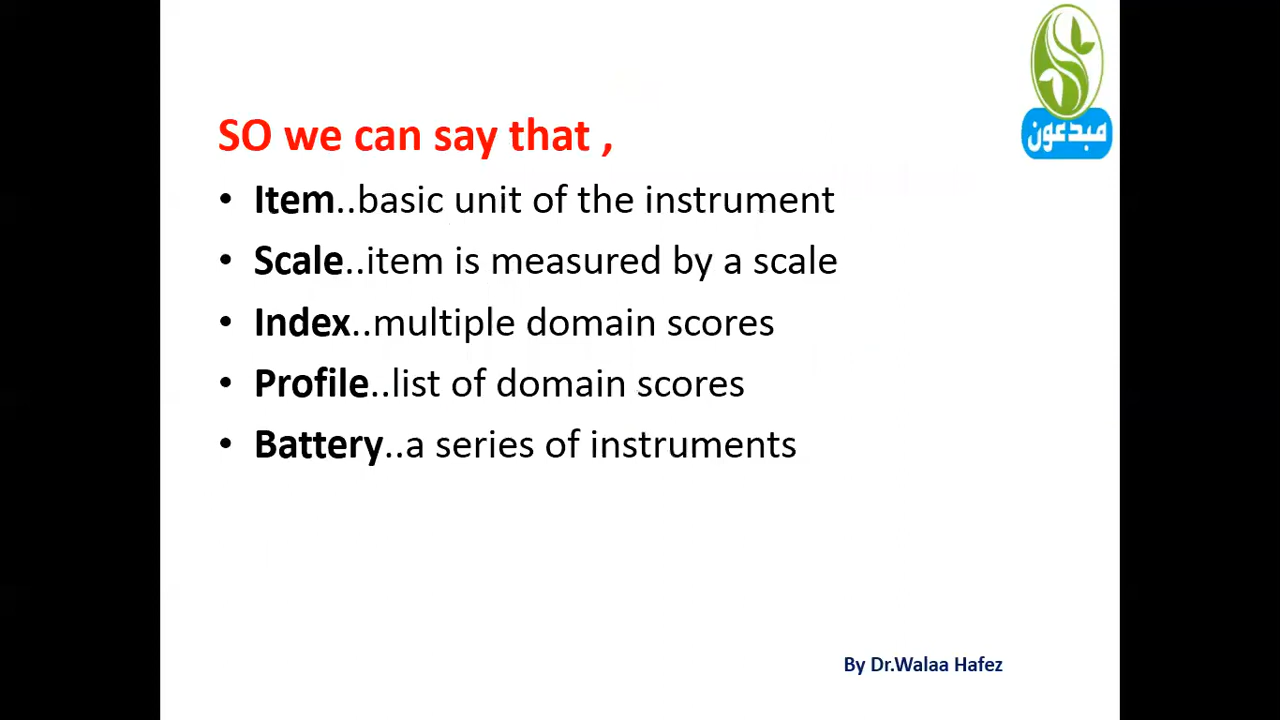 مبدعون
SO we can say that ,
• Item..basic unit of the instrument
• Scale..item is measured by a scale
• Index..multiple domain scores
• Profile..list of domain scores
• Battery..a series of instruments
By Dr.Walaa Hafez